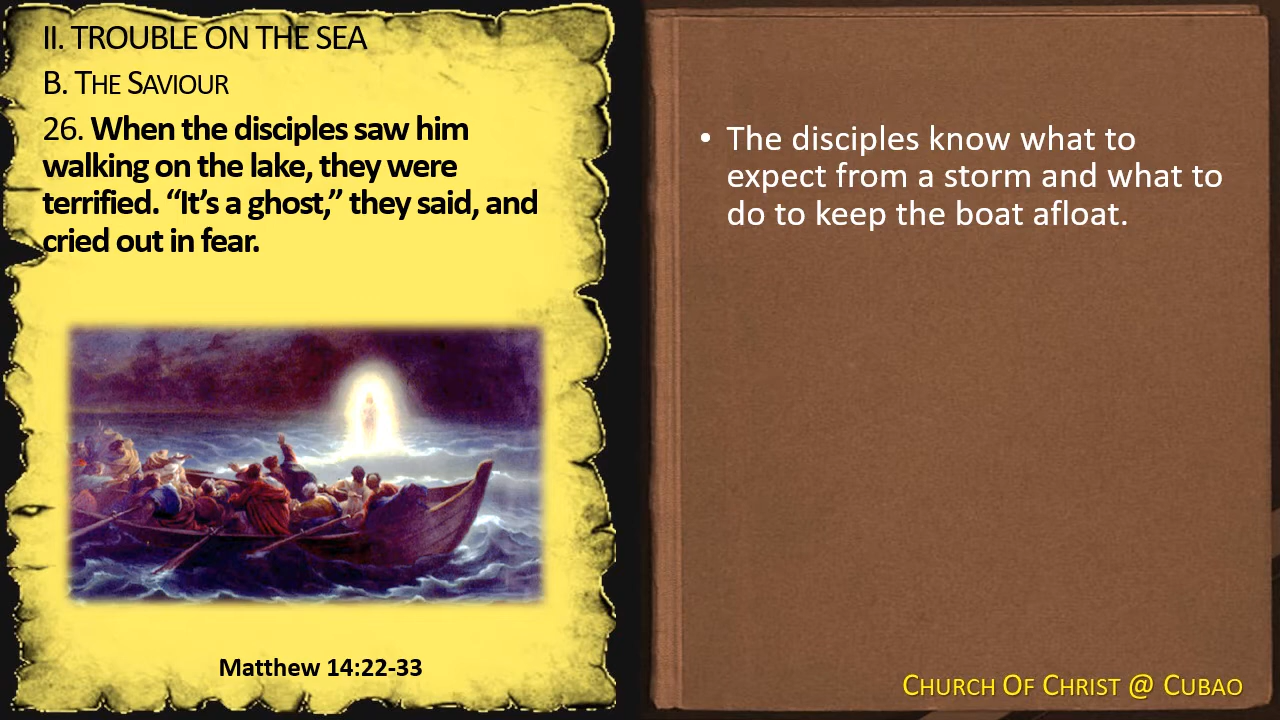 II. TROUBLE ON THE SEA
B. THE SAVIOUR
26. When the disciples saw him
walking on the lake, they were
terrified. “It’s a ghost,” they said, and
cried out in fear.
Matthew 14:22-33
• The disciples know what to
expect from a storm and what to
do to keep the boat afloat.
CHURCH OF CHRIST @ CUBAO